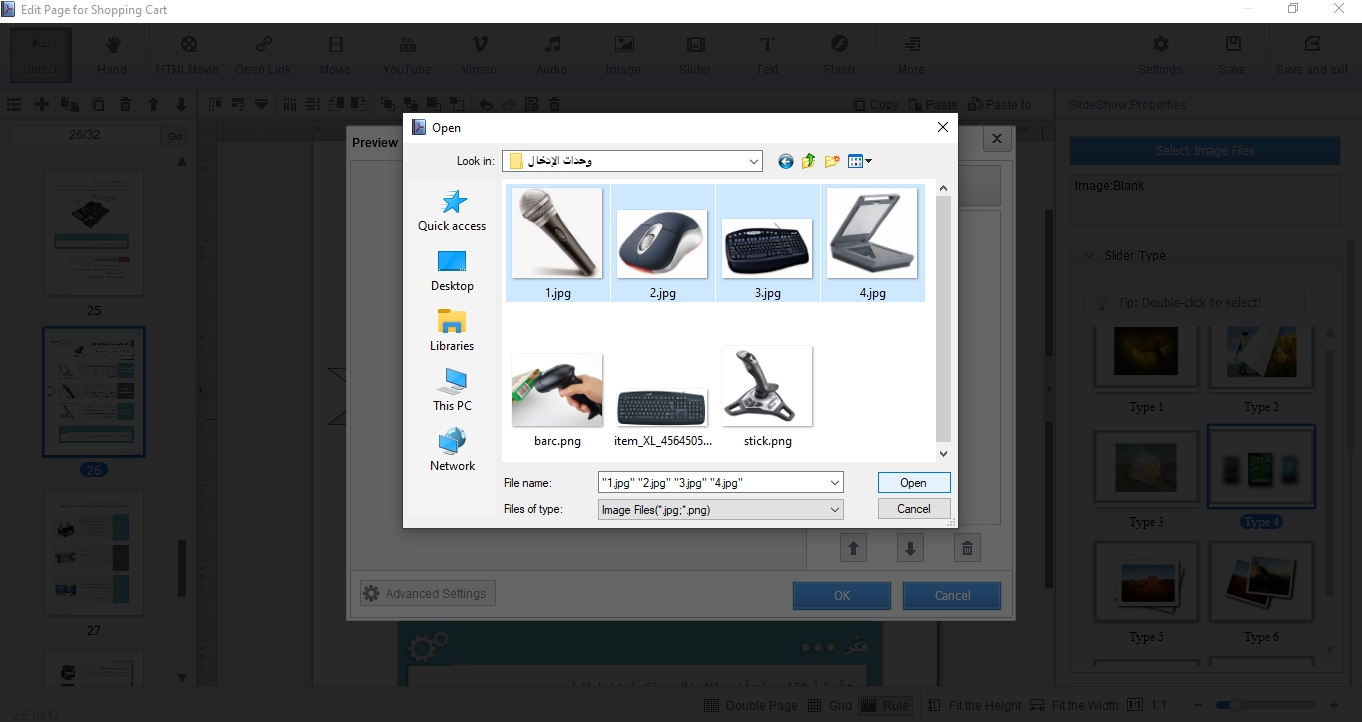 Edit Page for Shopping Cart
Select
Hand
HTMLMovie
Open Link
Movie
YouTube
Vimeo
Audio
Image
Slider
Text
Flash
More
Settings
Save
Save and exit
Copy
Paste
Paste to
SlideShow Properties
26/32
Go
Preview
Open
Look in:
وحدات الإدخال
Select Image Files
Image:Blank
Slider Type
Tip: Double-click to select!
Quick access
Desktop
Libraries
This PC
Network
1.jpg
2.jpg
3.jpg
4.jpg
barc.png
item_XL_4564505...
stick.png
File name:
"1.jpg" "2.jpg" "3.jpg" "4.jpg"
Open
Files of type:
Image Files(*.jpg;*.png)
Cancel
25
26
27
Type 1
Type 2
Type 3
Type 4
Type 5
Type 6
Advanced Settings
OK
Cancel
فكّر
Double Page
Grid
Rule
Fit the Height
Fit the Width
1:1
2.5.0917